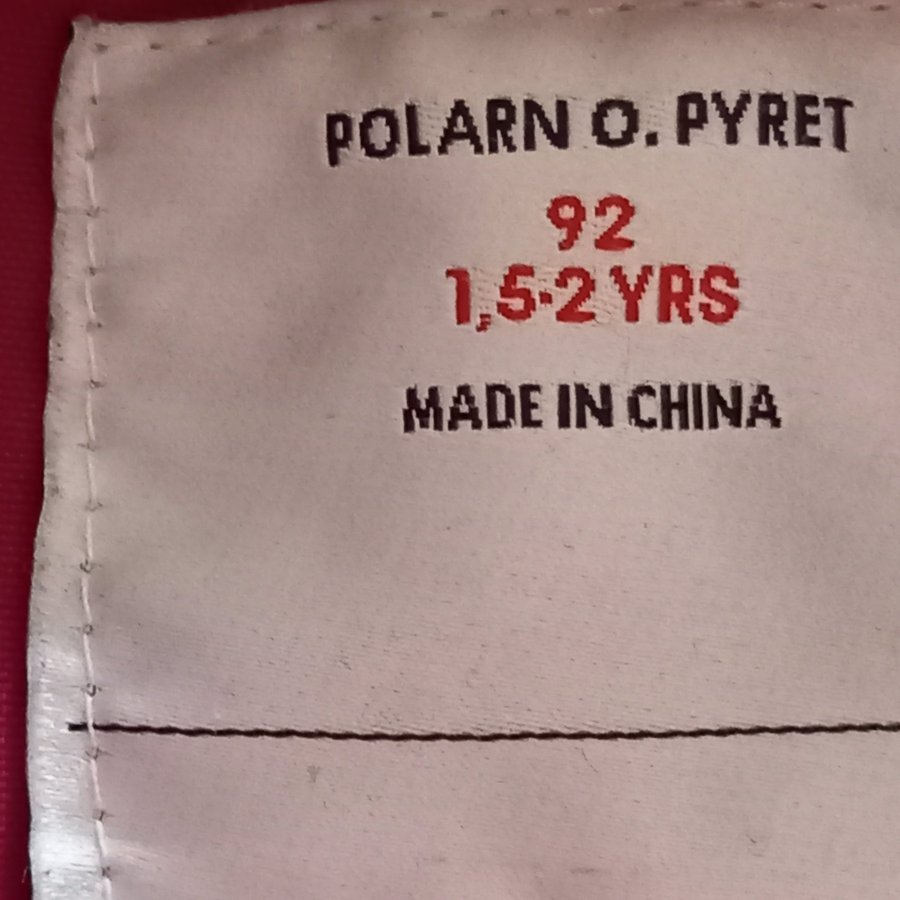 POLARN O. PYRET
92
1,5-2 YRS
MADE IN CHINA